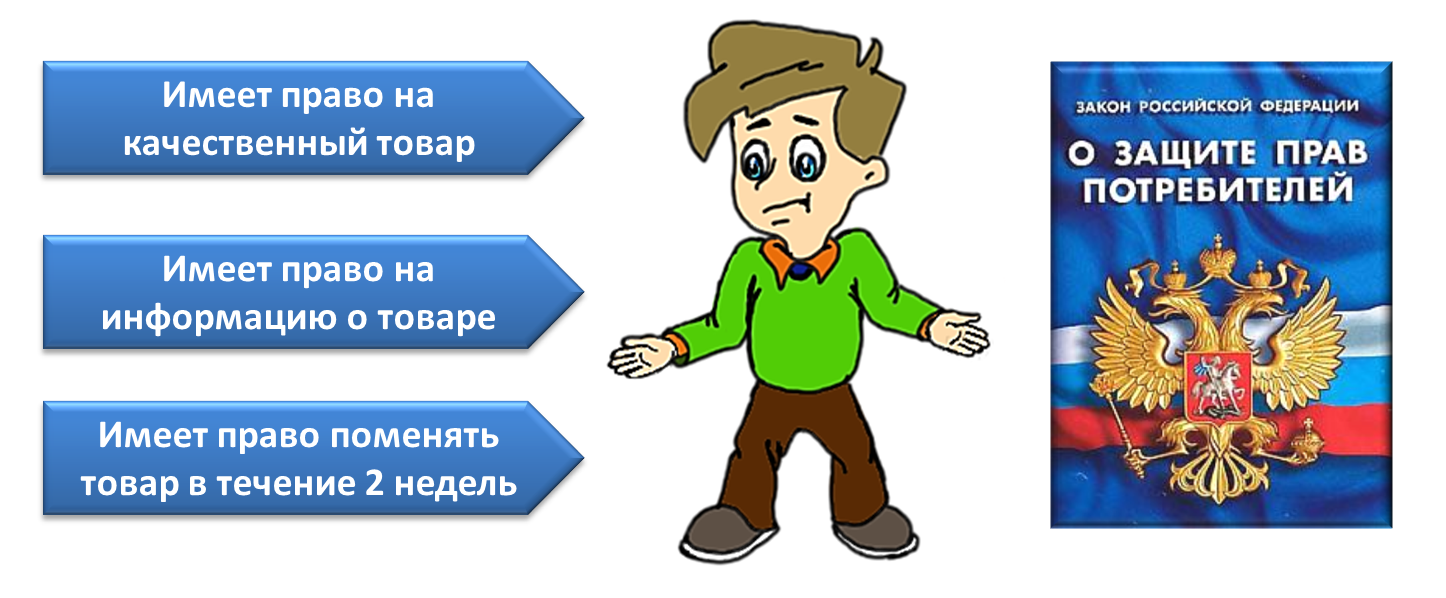 Имеет право на
качественный товар
Имеет право на
информацию о товаре
Имеет право поменять
товар в течение 2 недель
ЗАКОН РОССИЙСКОЙ ФЕДЕРАЦИИ
О ЗАЩИТЕ ПРАВ
ПОТРЕБИТЕЛЕЙ